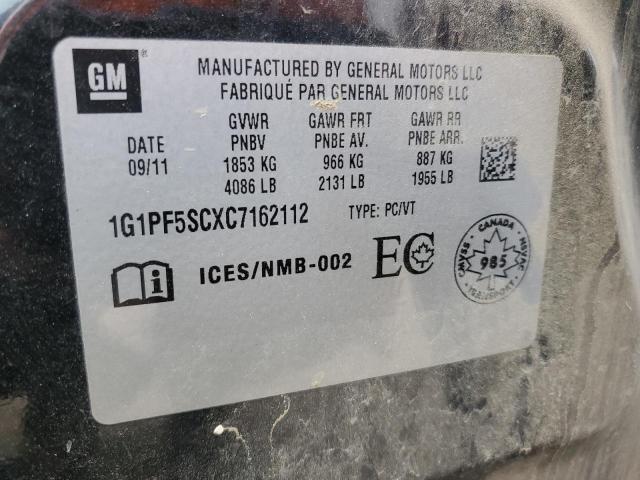 GM ®
MANUFACTURED BY GENERAL MOTORS LLC
FABRIQUÉ PAR GENERAL MOTORS LLC
DATE
09/11
GVWR
PNBV
1853 KG
4086 LB
GAWR FRT
PNBE AV.
966 KG
2131 LB
GAWR RR
PNBE ARR.
887 KG
1955 LB
1G1PF5SCXC7162112 TYPE: PC/VT
i ICES/NMB-002 EC
CANADA
985
TRANSPORT